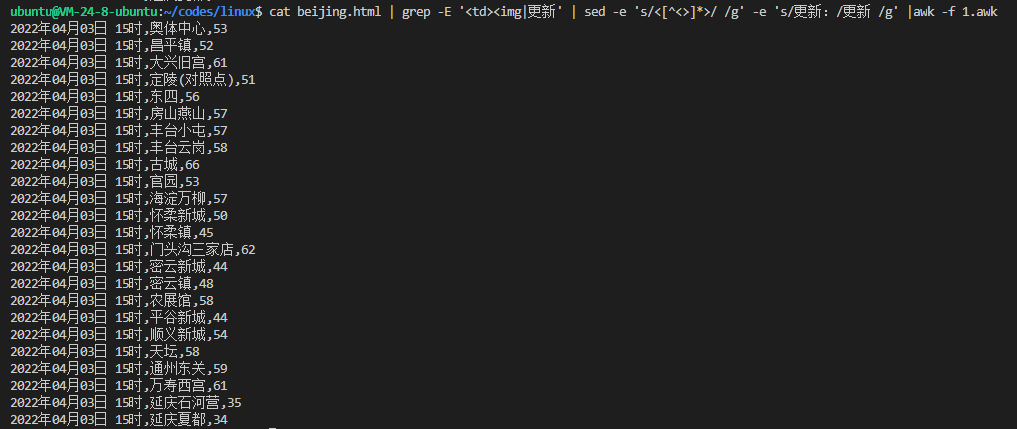 ubuntu@VM-24-8-ubuntu:~/codes/linux$ cat beijing.html | grep -E '<td><img|更新' | sed -e 's/<[^<>]*>/ /g' -e 's/更新：/更新 /g' |awk -f 1.awk
2022年04月03日 15时,奥体中心,53
2022年04月03日 15时,昌平镇,52
2022年04月03日 15时,大兴旧宫,61
2022年04月03日 15时,定陵(对照点),51
2022年04月03日 15时,东四,56
2022年04月03日 15时,房山燕山,57
2022年04月03日 15时,丰台小屯,57
2022年04月03日 15时,丰台云岗,58
2022年04月03日 15时,古城,66
2022年04月03日 15时,官园,53
2022年04月03日 15时,海淀万柳,57
2022年04月03日 15时,怀柔新城,50
2022年04月03日 15时,怀柔镇,45
2022年04月03日 15时,门头沟三家店,62
2022年04月03日 15时,密云新城,44
2022年04月03日 15时,密云镇,48
2022年04月03日 15时,农展馆,58
2022年04月03日 15时,平谷新城,44
2022年04月03日 15时,顺义新城,54
2022年04月03日 15时,天坛,58
2022年04月03日 15时,通州东关,59
2022年04月03日 15时,万寿西宫,61
2022年04月03日 15时,延庆石河营,35
2022年04月03日 15时,延庆夏都,34